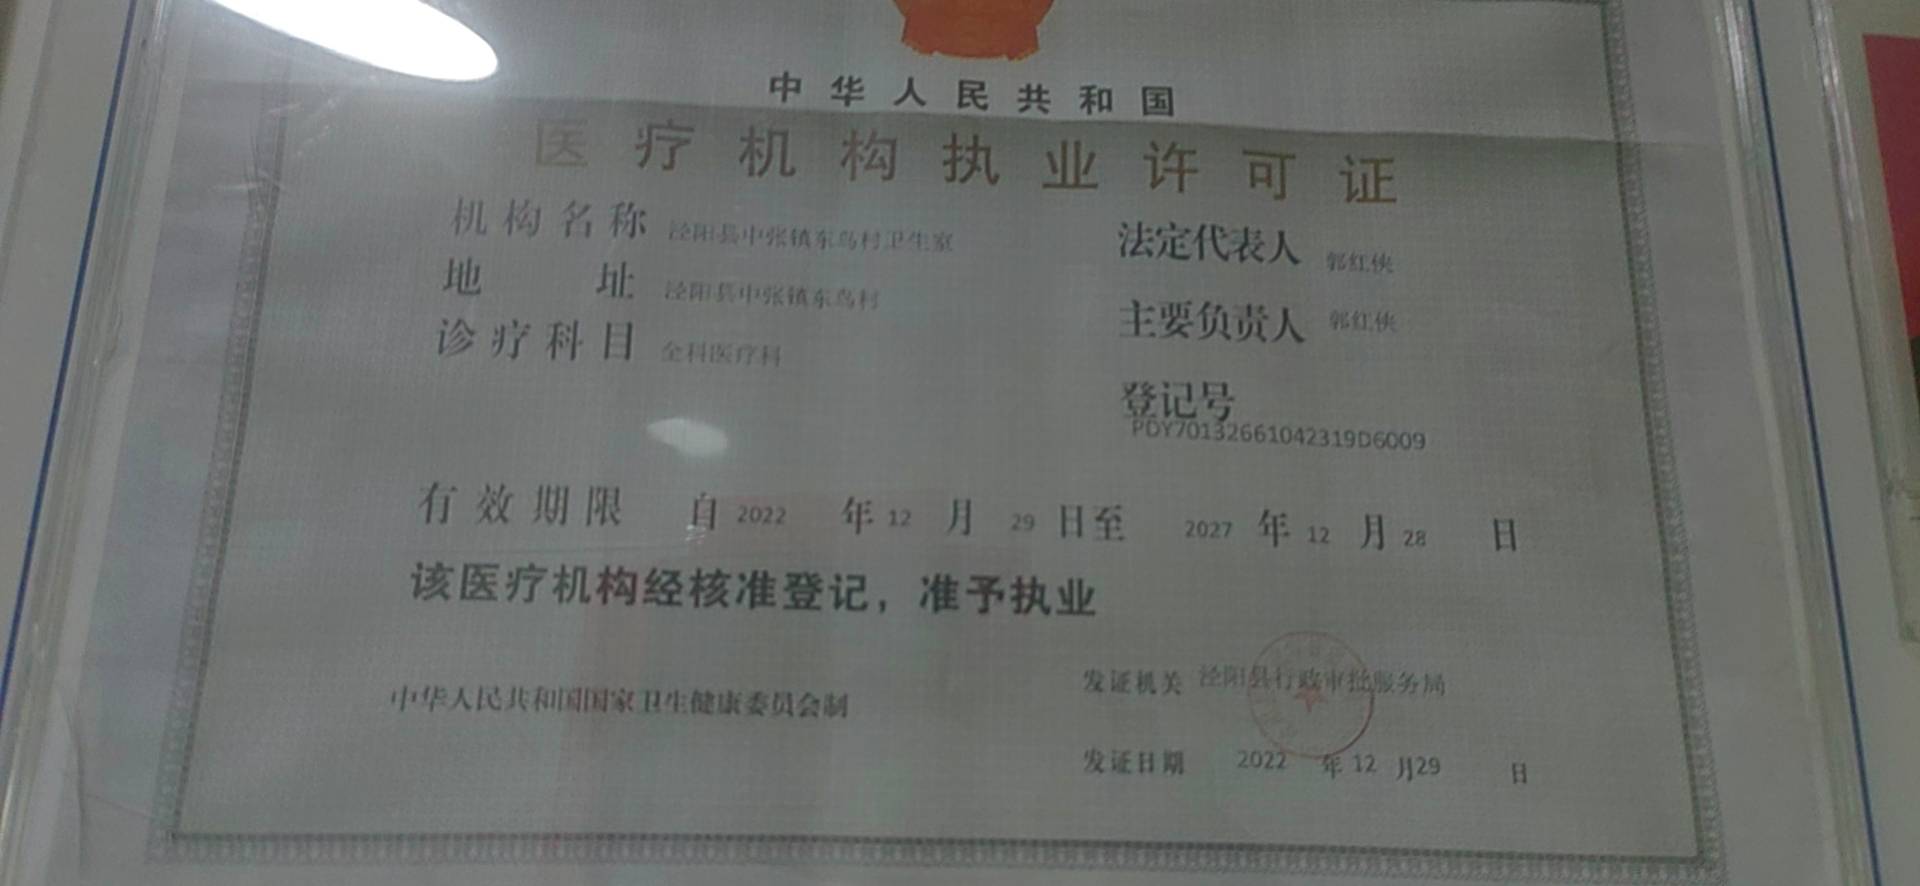 中华人民共和国
医疗机构执业许可证
机构名称 泾阳县中张镇东鸟村卫生室
地址 泾阳县中张镇东鸟村
诊疗科目 全科医疗科
法定代表人 郭红侠
主要负责人 郭红侠
登记号
PDY70132661042319D6009
有效期限 自 2022 年 12 月 29 日至 2027 年 12 月 28 日
该医疗机构经核准登记，准予执业
中华人民共和国国家卫生健康委员会制
发证机关 泾阳县行政审批服务局
发证日期 2022 年 12 月 29 日